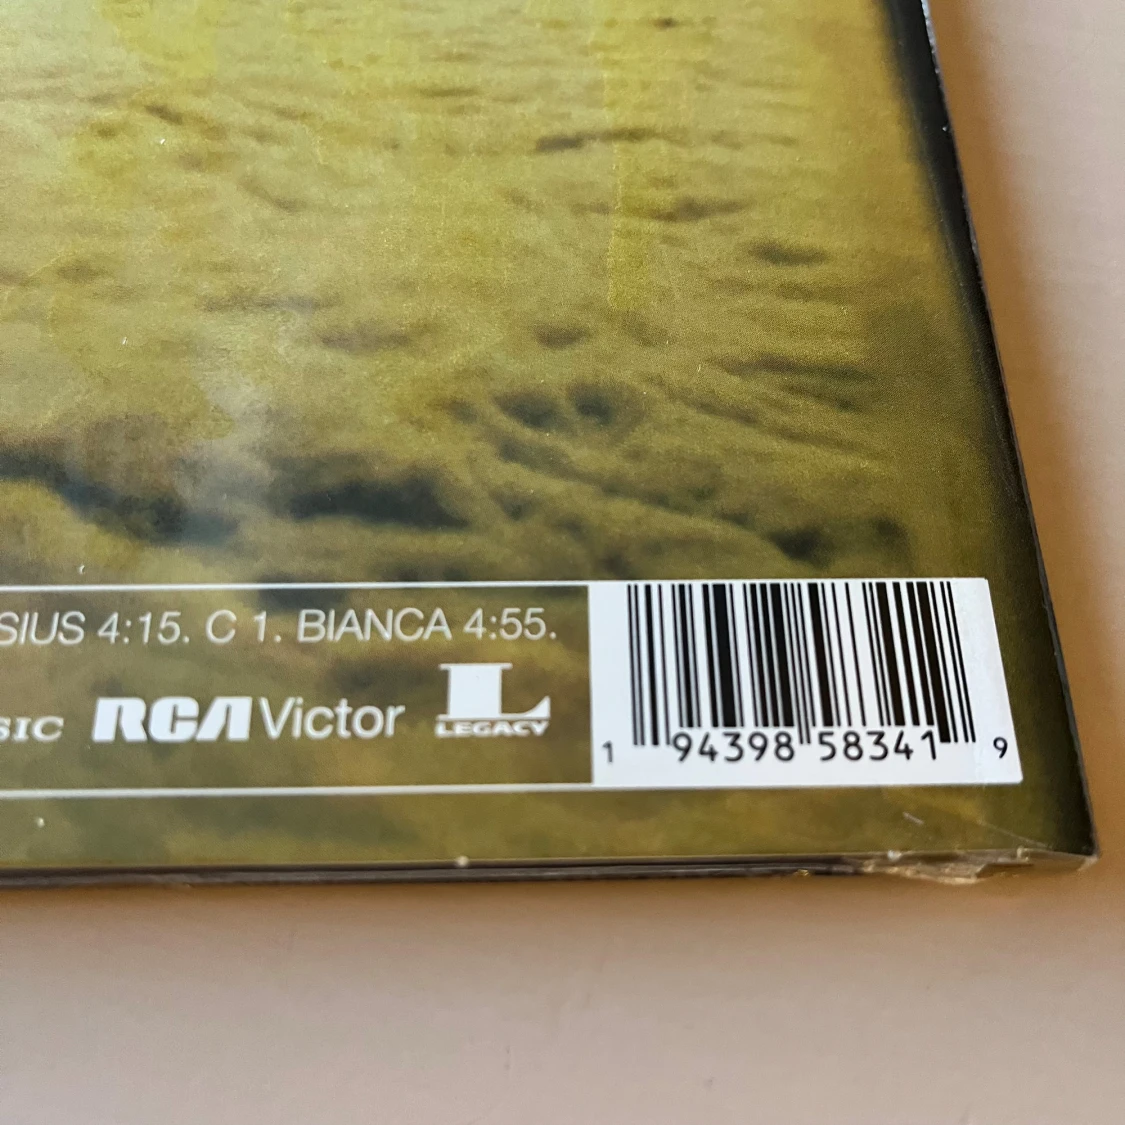 SIUS 4:15. C 1. BIANCA 4:55.
SIC RCA Victor L LEGACY
1 94398 58341 9